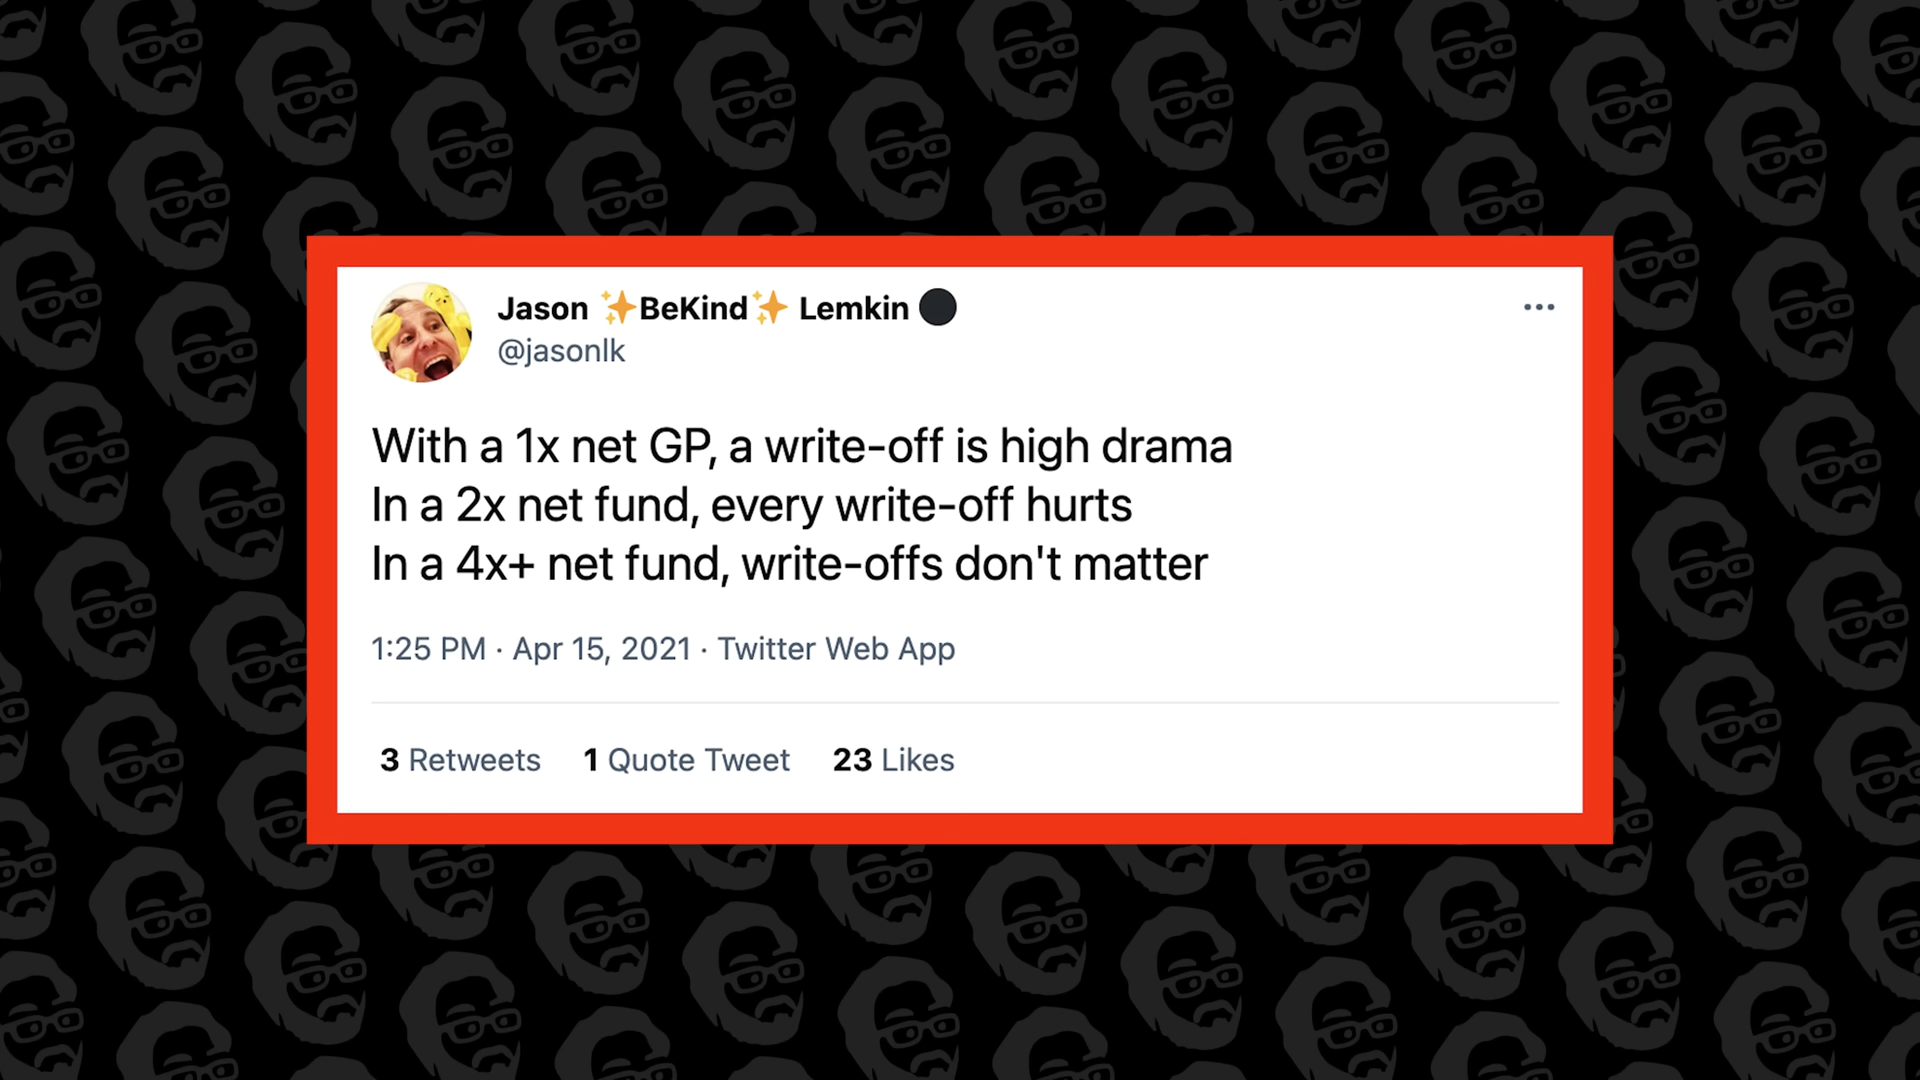 Jason ✨BeKind✨ Lemkin ⚫
@jasonlk
With a 1x net GP, a write-off is high drama
In a 2x net fund, every write-off hurts
In a 4x+ net fund, write-offs don't matter
1:25 PM · Apr 15, 2021 · Twitter Web App
3 Retweets 1 Quote Tweet 23 Likes